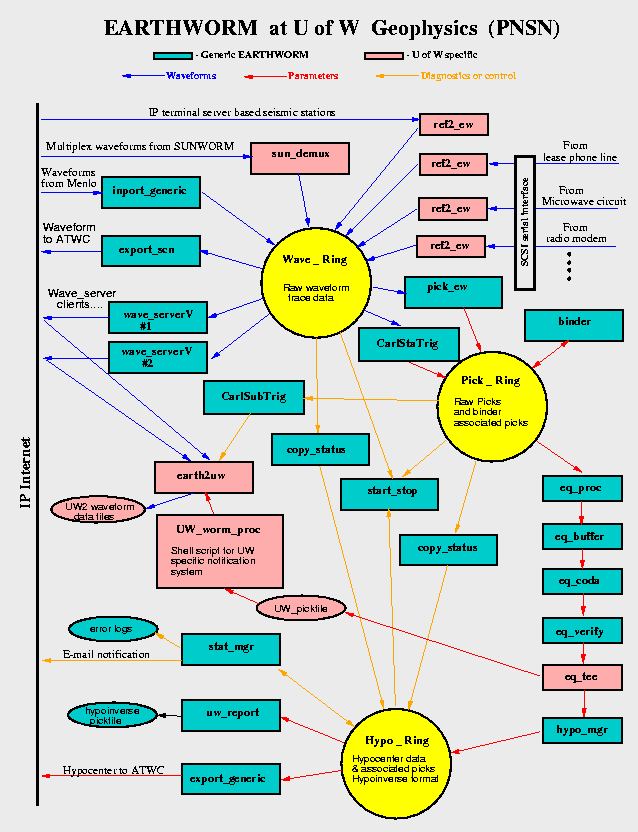 EARTHWORM at U of W Geophysics (PNSN)
- Generic EARTHWORM
- U of W specific
Waveforms
Parameters
Diagnostics or control
IP terminal server based seismic stations
ref2_ew
Multiplex waveforms from SUNWORM
sun_demux
ref2_ew
From
lease phone line
Waveforms
from Menlo
inport_generic
ref2_ew
From
Microwave circuit
SCSI serial interface
Waveform
to ATWC
export_scn
ref2_ew
From
radio modem
Wave _ Ring
Raw waveform
trace data
pick_ew
Wave_server
clients....
wave_serverV
#1
binder
CarlStaTrig
wave_serverV
#2
Pick _ Ring
Raw Picks
and binder
associated picks
CarlSubTrig
copy_status
IP Internet
earth2uw
start_stop
eq_proc
UW2 waveform
data files
UW_worm_proc
Shell script for UW
specific notification
system
eq_buffer
copy_status
eq_coda
UW_pickfile
error logs
eq_verify
stat_mgr
E-mail notification
eq_tee
hypoinverse
pickfile
uw_report
hypo_mgr
Hypo _ Ring
Hypocenter data
& associated picks
Hypoinverse format
Hypocenter to ATWC
export_generic